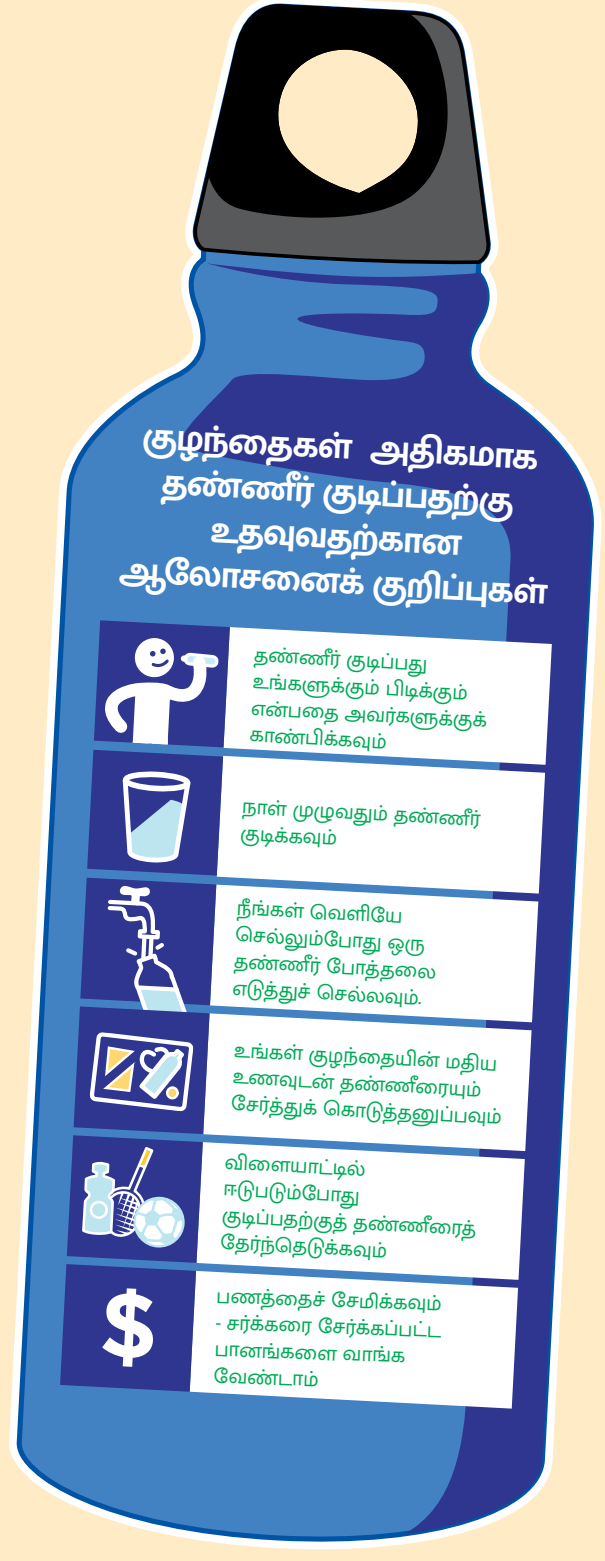 குழந்தைகள் அதிகமாக
தண்ணீர் குடிப்பதற்கு
உதவுவதற்கான
ஆலோசனைக் குறிப்புகள்
தண்ணீர் குடிப்பது
உங்களுக்கும் பிடிக்கும்
என்பதை அவர்களுக்குக்
காண்பிக்கவும்
நாள் முழுவதும் தண்ணீர்
குடிக்கவும்
நீங்கள் வெளியே
செல்லும்போது ஒரு
தண்ணீர் போத்தலை
எடுத்துச் செல்லவும்.
உங்கள் குழந்தையின் மதிய
உணவுடன் தண்ணீரையும்
சேர்த்துக் கொடுத்தனுப்பவும்
விளையாட்டில்
ஈடுபடும்போது
குடிப்பதற்குத் தண்ணீரைத்
தேர்ந்தெடுக்கவும்
$
பணத்தைச் சேமிக்கவும்
- சர்க்கரை சேர்க்கப்பட்ட
பானங்களை வாங்க
வேண்டாம்